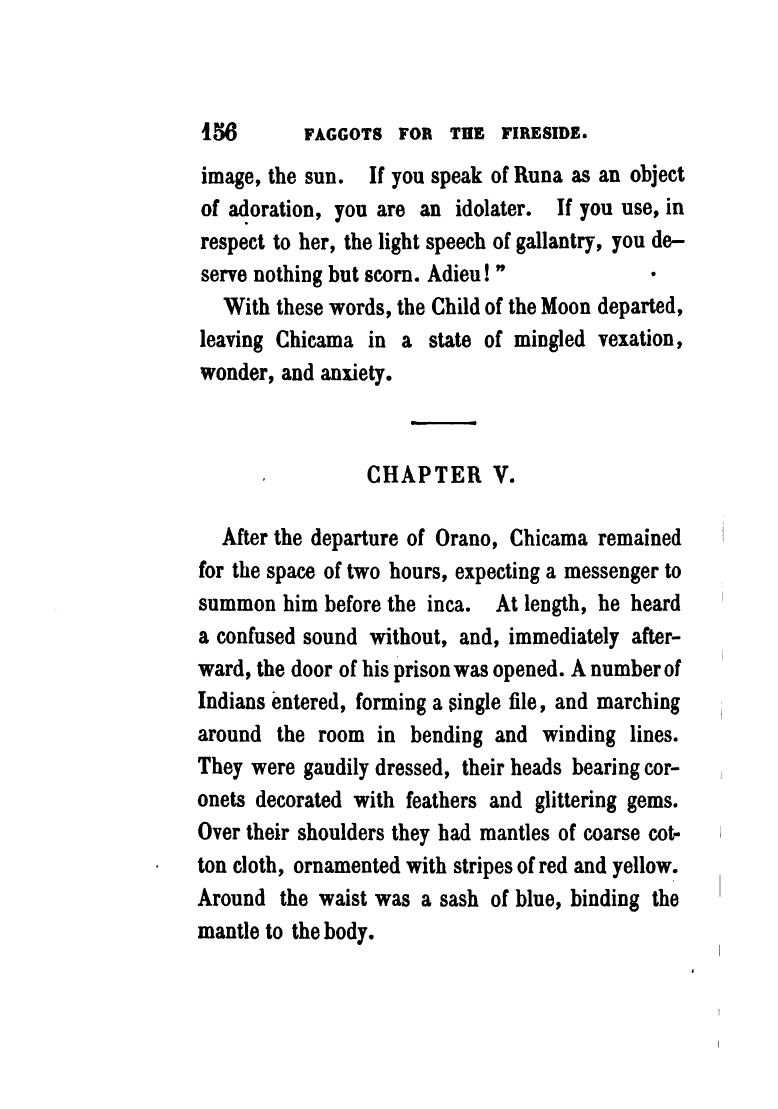 156 FAGGOTS FOR THE FIRESIDE.
image, the sun. If you speak of Runa as an object
of adoration, you are an idolater. If you use, in
respect to her, the light speech of gallantry, you de-
serve nothing but scorn. Adieu!"
With these words, the Child of the Moon departed,
leaving Chicama in a state of mingled vexation,
wonder, and anxiety.
CHAPTER V.
After the departure of Orano, Chicama remained
for the space of two hours, expecting a messenger to
summon him before the inca. At length, he heard
a confused sound without, and, immediately after-
ward, the door of his prison was opened. A number of
Indians entered, forming a single file, and marching
around the room in bending and winding lines.
They were gaudily dressed, their heads bearing cor-
onets decorated with feathers and glittering gems.
Over their shoulders they had mantles of coarse cot-
ton cloth, ornamented with stripes of red and yellow.
Around the waist was a sash of blue, binding the
mantle to the body.